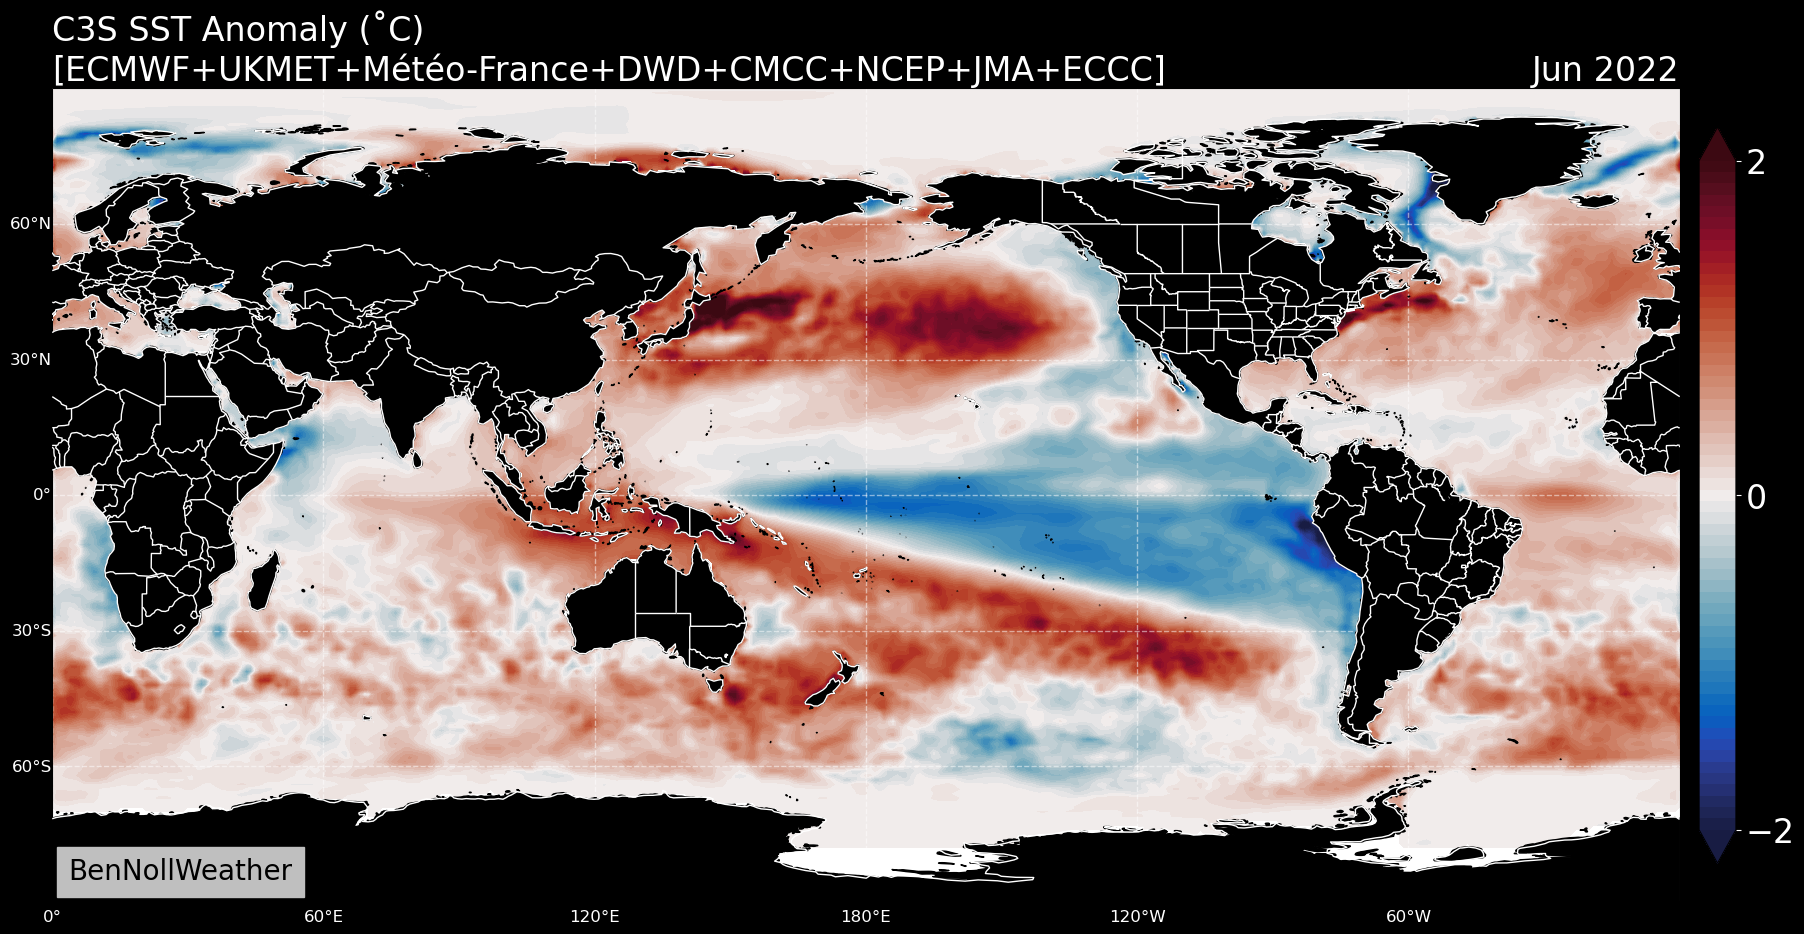 C3S SST Anomaly (˚C)
[ECMWF+UKMET+Météo-France+DWD+CMCC+NCEP+JMA+ECCC]
Jun 2022
2
60°N
30°N
0°
0
30°S
60°S
−2
BenNollWeather
0°
60°E
120°E
180°E
120°W
60°W